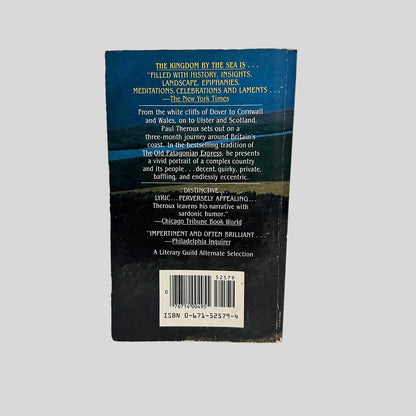 THE KINGDOM BY THE SEA IS . . .
"FILLED WITH HISTORY, INSIGHTS,
LANDSCAPE, EPIPHANIES,
MEDITATIONS, CELEBRATIONS AND LAMENTS . . ."
—The New York Times
From the white cliffs of Dover to Cornwall
and Wales, on to Ulster and Scotland,
Paul Theroux sets out on a
three-month journey around Britain's
coast. In the bestselling tradition of
The Old Patagonian Express, he presents
a vivid portrait of a complex country
and its people . . . decent, quirky, private,
baffling, and endlessly eccentric.
"DISTINCTIVE . . .
LYRIC . . . PERVERSELY APPEALING . . .
Theroux leavens his narrative with
sardonic humor."
—Chicago Tribune Book World
"IMPERTINENT AND OFTEN BRILLIANT . . ."
—Philadelphia Inquirer
A Literary Guild Alternate Selection
52579
0
76714 00495
ISBN 0-671-52579-4